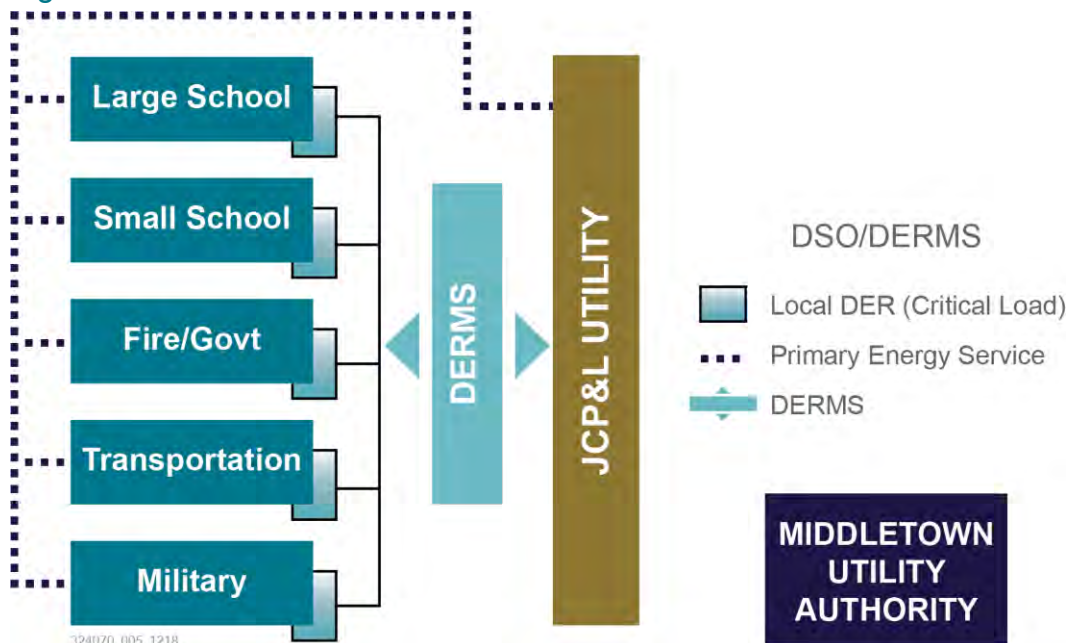 Large School
Small School
Fire/Govt
Transportation
Military
DERMS
JCP&L UTILITY
DSO/DERMS
Local DER (Critical Load)
Primary Energy Service
DERMS
MIDDLETOWN
UTILITY
AUTHORITY
324070_005_1218